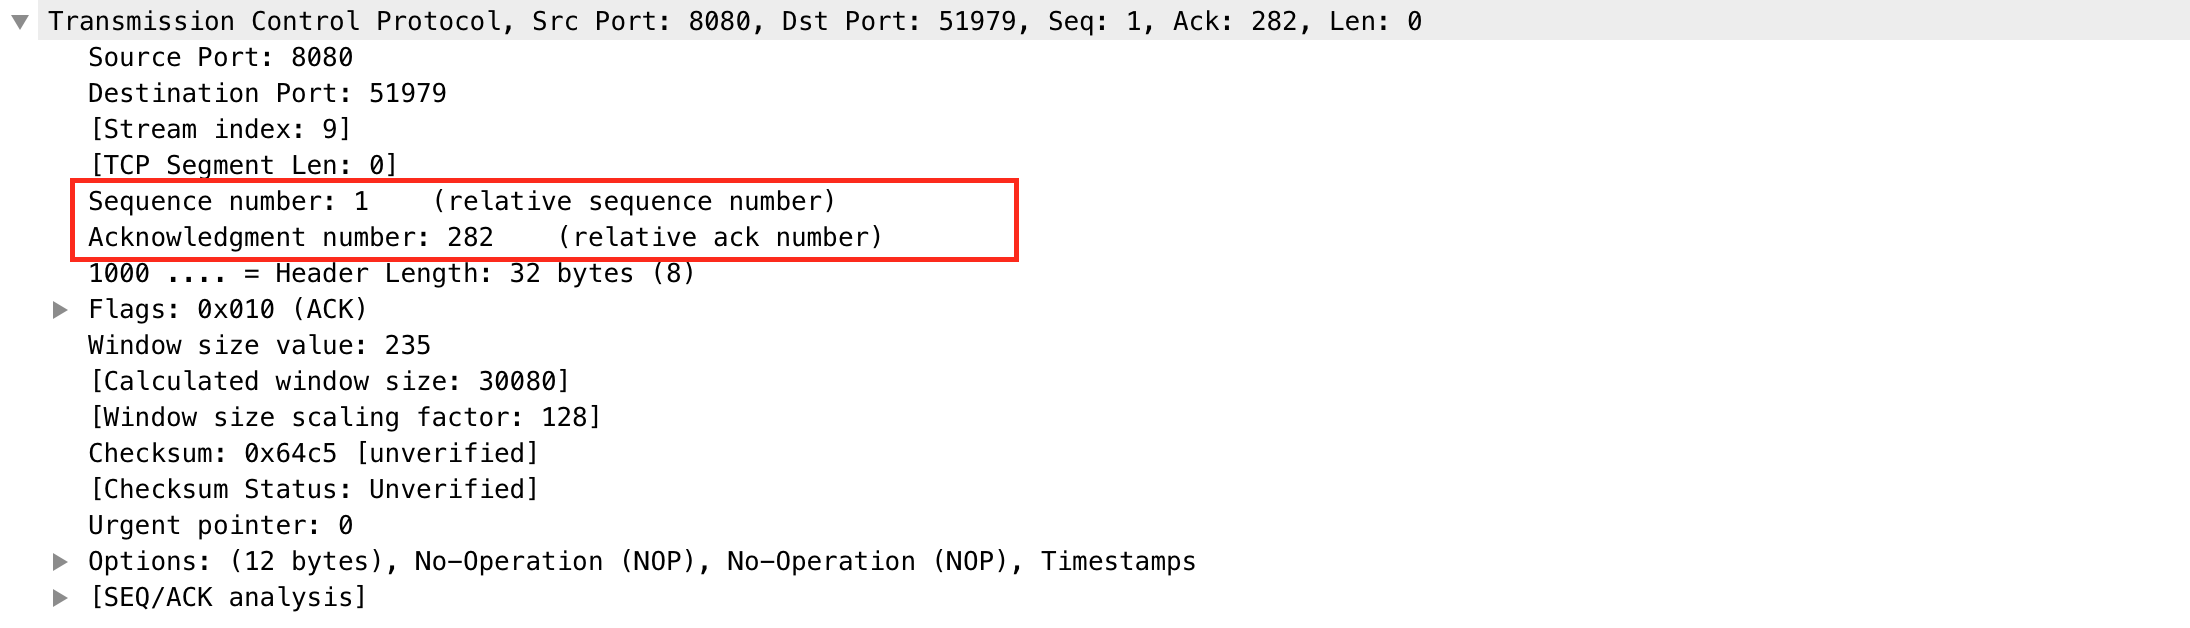 Transmission Control Protocol, Src Port: 8080, Dst Port: 51979, Seq: 1, Ack: 282, Len: 0
Source Port: 8080
Destination Port: 51979
[Stream index: 9]
[TCP Segment Len: 0]
Sequence number: 1    (relative sequence number)
Acknowledgment number: 282    (relative ack number)
1000 .... = Header Length: 32 bytes (8)
Flags: 0x010 (ACK)
Window size value: 235
[Calculated window size: 30080]
[Window size scaling factor: 128]
Checksum: 0x64c5 [unverified]
[Checksum Status: Unverified]
Urgent pointer: 0
Options: (12 bytes), No-Operation (NOP), No-Operation (NOP), Timestamps
[SEQ/ACK analysis]